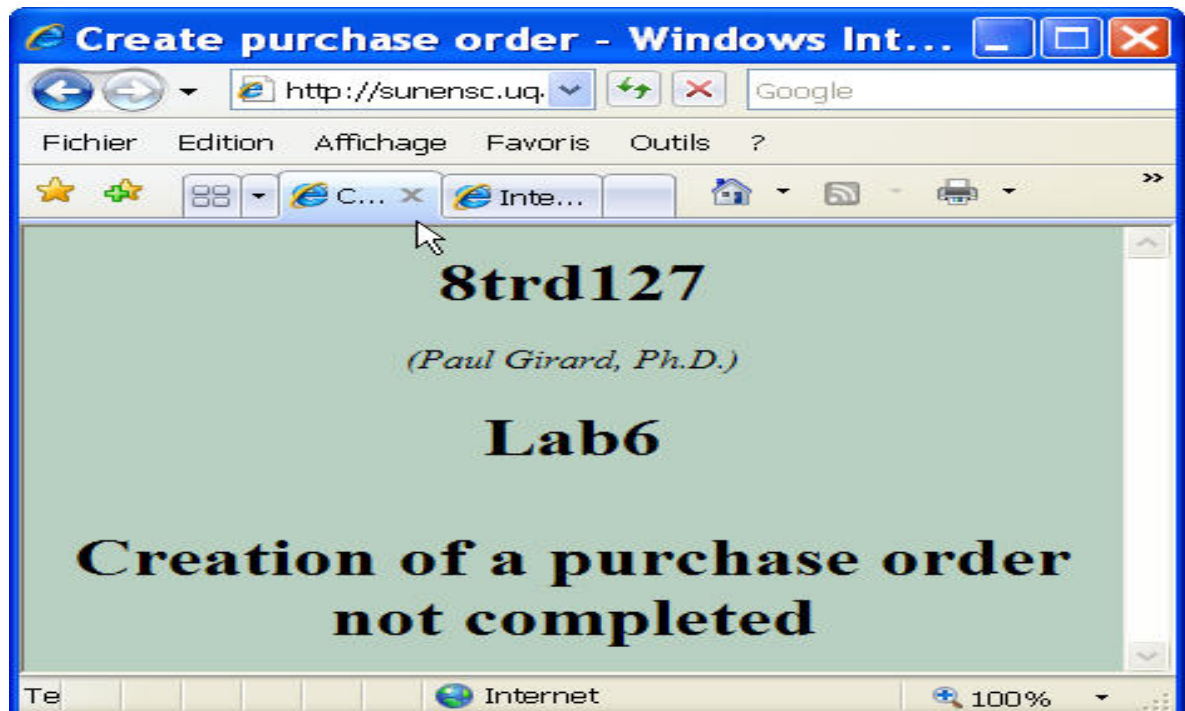 Create purchase order - Windows Int...
http://sunensc.uq.
Google
Fichier Edition Affichage Favoris Outils ?
C... Inte...
8trd127
(Paul Girard, Ph.D.)
Lab6
Creation of a purchase order
not completed
Te Internet 100%